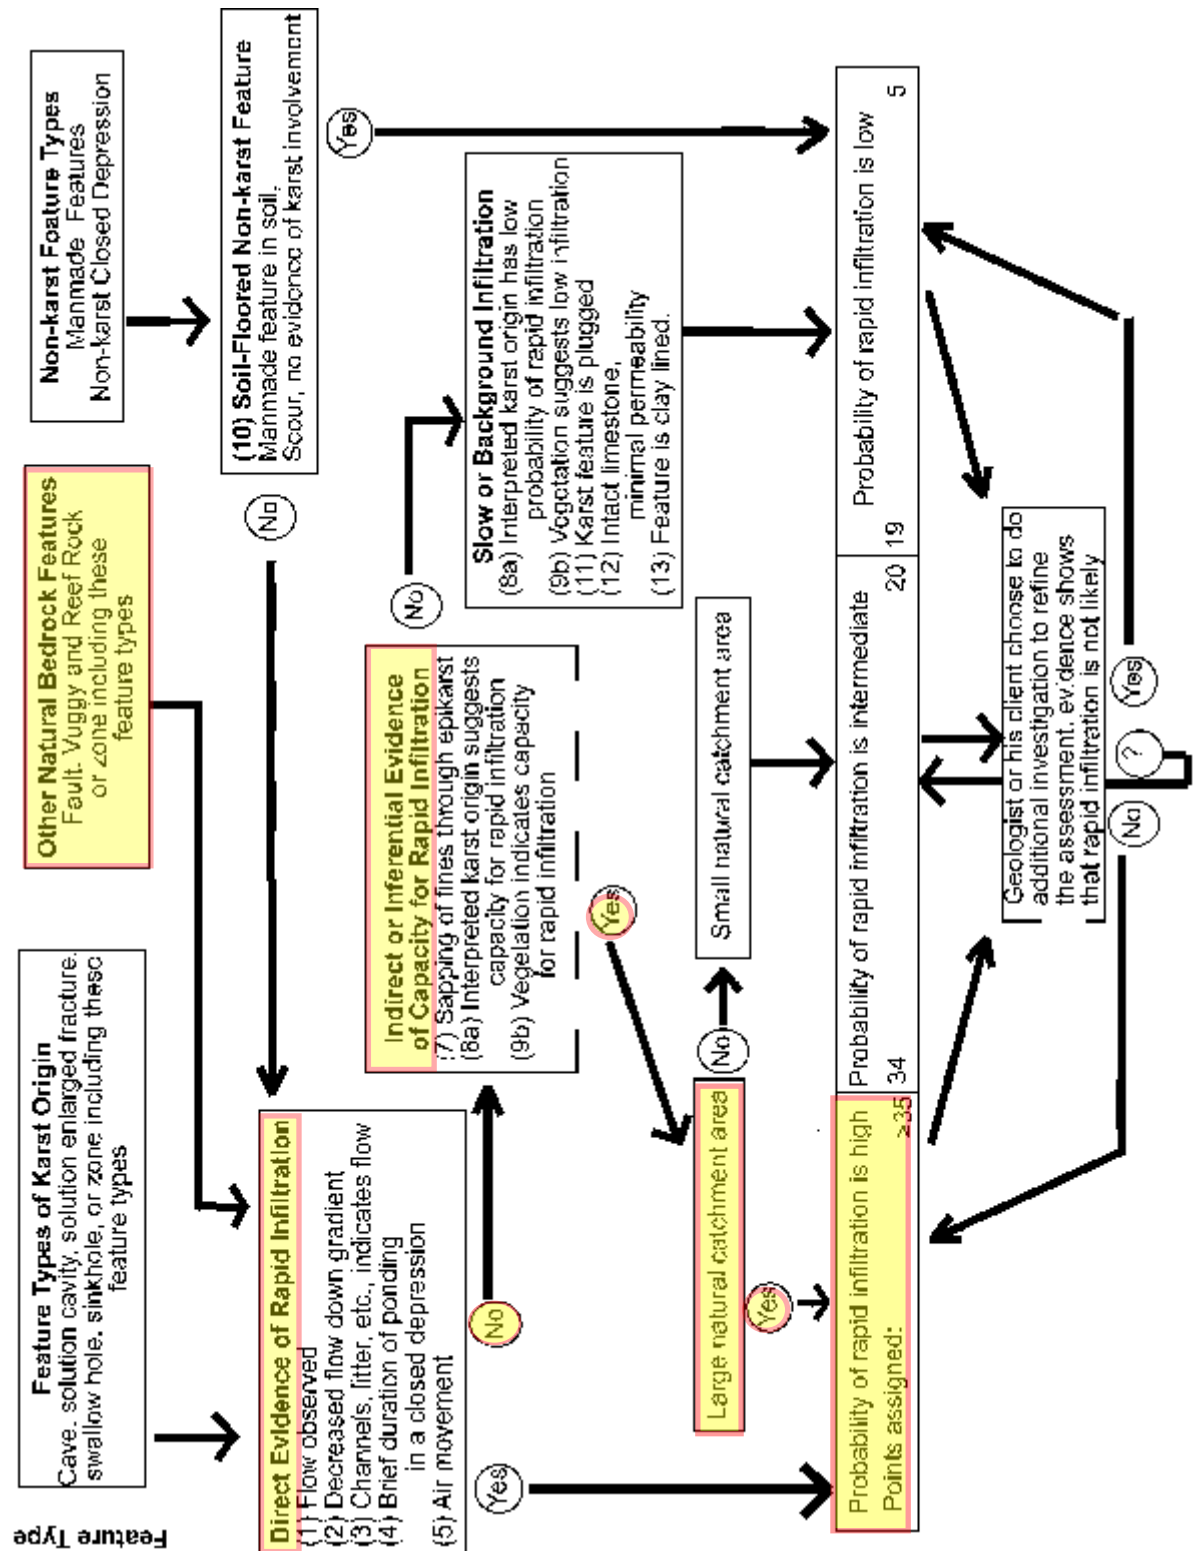 Feature Type
Feature Types of Karst Origin
Cave, solution cavity, solution enlarged fracture,
swallow hole, sinkhole, or zone including these
feature types
Other Natural Bedrock Features
Fault, Vuggy and Reef Rock
or zone including these
feature types
Non-karst Foature Types
Manmade Features
Non-karst Closed Depression
(10) Soil-Floored Non-karst Feature
Manmade feature in soil,
Scour, no evidence of karst involvement
No
Yes
Direct Evidence of Rapid Infiltration
(1) Flow observed
(2) Decreased flow down gradient
(3) Channels, litter, etc., indicates flow
(4) Brief duration of ponding
in a closed depression
(5) Air movement
Yes
No
Indirect or Inferential Evidence
of Capacity for Rapid Infiltration
(7) Sapping of fines through epikarst
(8a) Interpreted karst origin suggests
capacity for rapid infiltration
(9b) Vegetation indicates capacity
for rapid infiltration
No
Yes
Slow or Background Infiltration
(8a) Interpreted karst origin has low
probability of rapid infiltration
(9b) Vogotation suggests low infiltration
(11) Karst feature is plugged
(12) Intact limestone,
minimal permeability
(13) Feature is clay lined.
Large natural catchment area
No
Small natural catchment area
Yes
Probability of rapid infiltration is high
Points assigned: ≥35
Probability of rapid infiltration is intermediate
34 20
Probability of rapid infiltration is low
19 5
Geologist or his client choose to do
additional investigation to refine
the assessment. evidence shows
that rapid infiltration is not likely
No
?
Yes